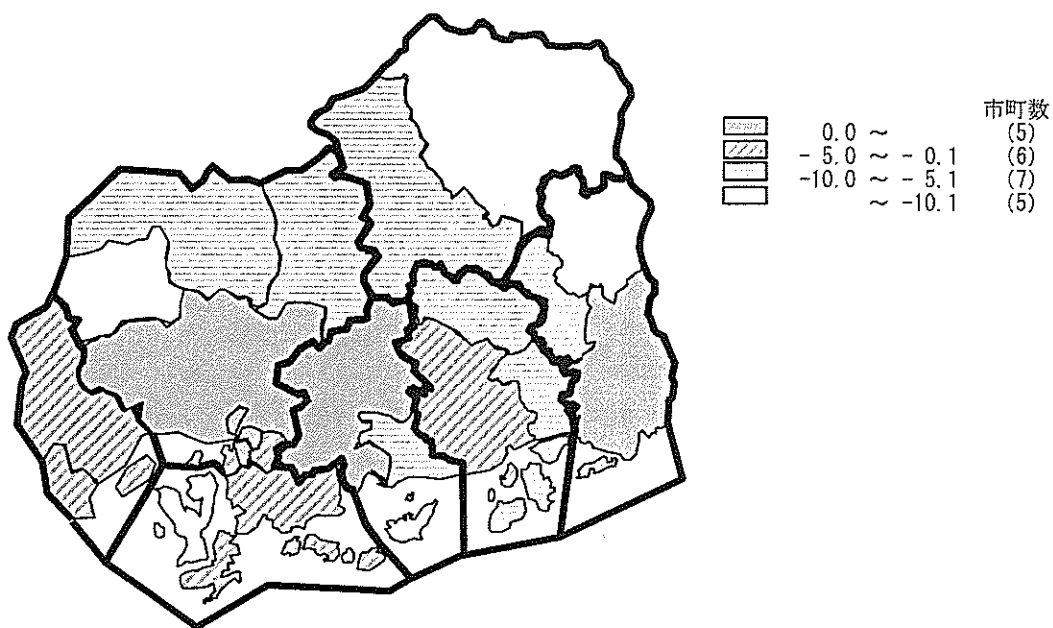 市町数
0.0 ～ (5)
- 5.0 ～ - 0.1 (6)
-10.0 ～ - 5.1 (7)
～ -10.1 (5)